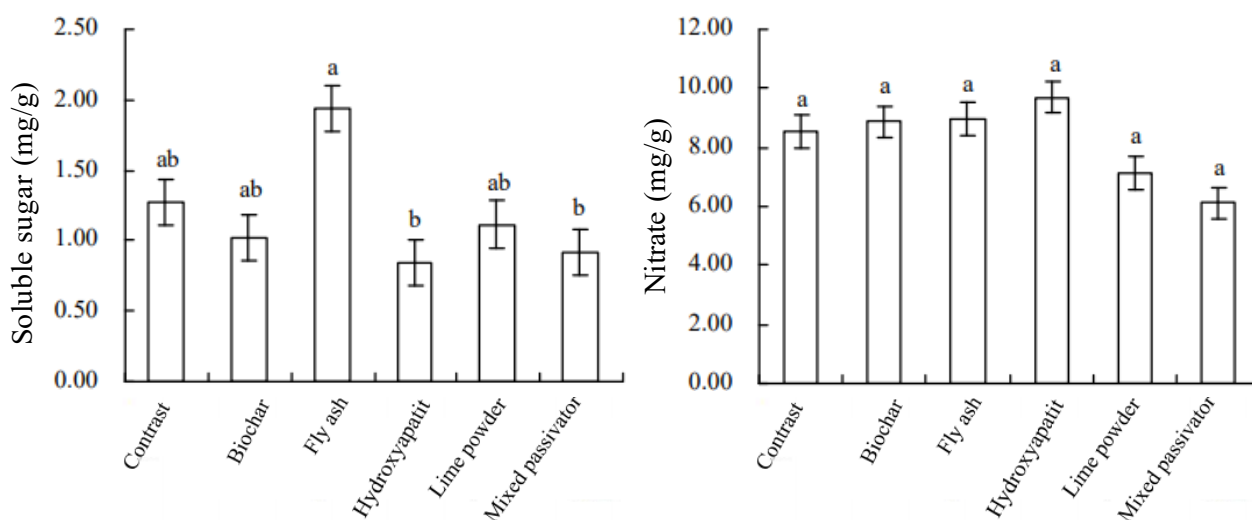 Soluble sugar (mg/g)
2.50
2.00
1.50
1.00
0.50
0.00
ab
ab
a
b
ab
b
Contrast
Biochar
Fly ash
Hydroxyapatit
Lime powder
Mixed passivator
Nitrate (mg/g)
12.00
10.00
8.00
6.00
4.00
2.00
0.00
a
a
a
a
a
a
Contrast
Biochar
Fly ash
Hydroxyapatit
Lime powder
Mixed passivator